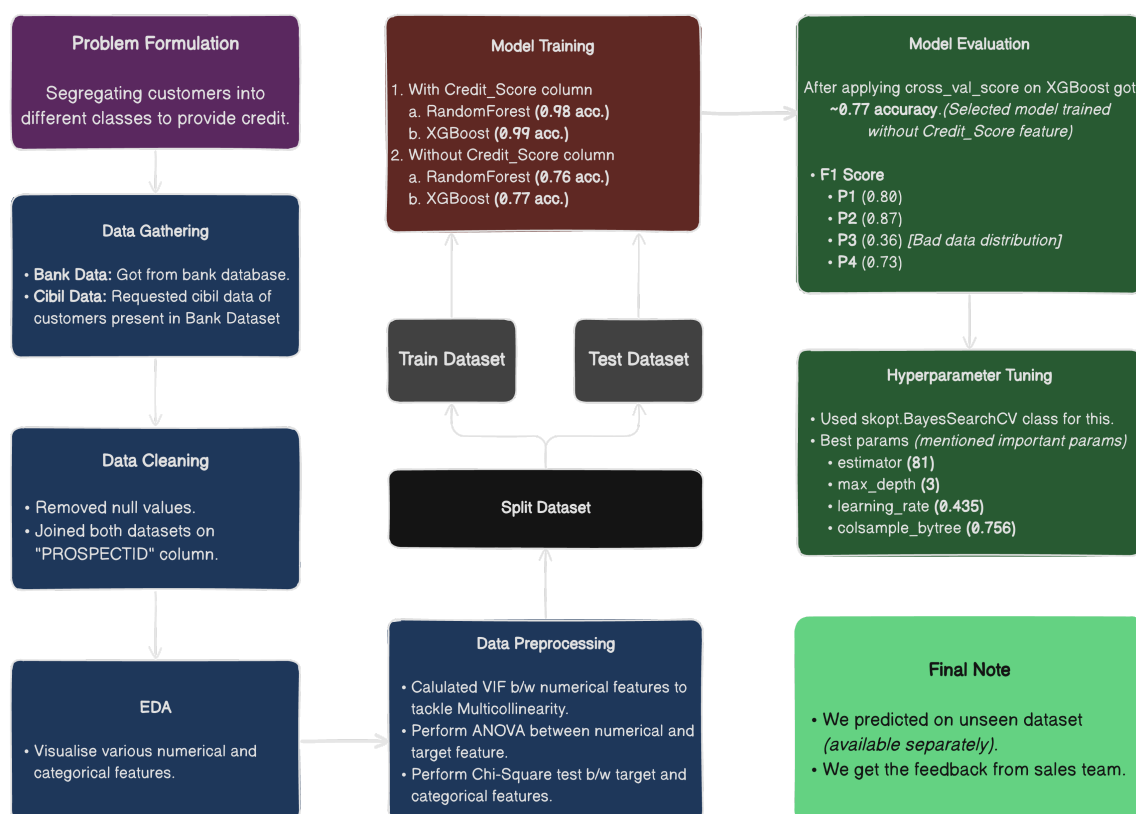 Problem Formulation
Segregating customers into
different classes to provide credit.
Data Gathering
• Bank Data: Got from bank database.
• Cibil Data: Requested cibil data of
customers present in Bank Dataset
Data Cleaning
• Removed null values.
• Joined both datasets on
"PROSPECTID" column.
EDA
• Visualise various numerical and
categorical features.
Data Preprocessing
• Calulated VIF b/w numerical features to
tackle Multicollinearity.
• Perform ANOVA between numerical and
target feature.
• Perform Chi-Square test b/w target and
categorical features.
Split Dataset
Train Dataset
Test Dataset
Model Training
1. With Credit_Score column
a. RandomForest (0.98 acc.)
b. XGBoost (0.99 acc.)
2. Without Credit_Score column
a. RandomForest (0.76 acc.)
b. XGBoost (0.77 acc.)
Model Evaluation
After applying cross_val_score on XGBoost got
~0.77 accuracy.(Selected model trained
without Credit_Score feature)
• F1 Score
• P1 (0.80)
• P2 (0.87)
• P3 (0.36) [Bad data distribution]
• P4 (0.73)
Hyperparameter Tuning
• Used skopt.BayesSearchCV class for this.
• Best params (mentioned important params)
• estimator (81)
• max_depth (3)
• learning_rate (0.435)
• colsample_bytree (0.756)
Final Note
• We predicted on unseen dataset
(available separately).
• We get the feedback from sales team.